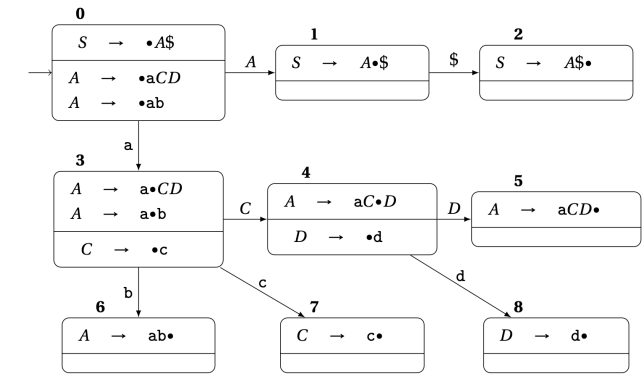 0
S → •A$
A → •aCD
A → •ab
A
1
S → A•$
$
2
S → A$•
a
3
A → a•CD
A → a•b
C → •c
C
4
A → aC•D
D → •d
D
5
A → aCD•
b
c
d
6
A → ab•
7
C → c•
8
D → d•